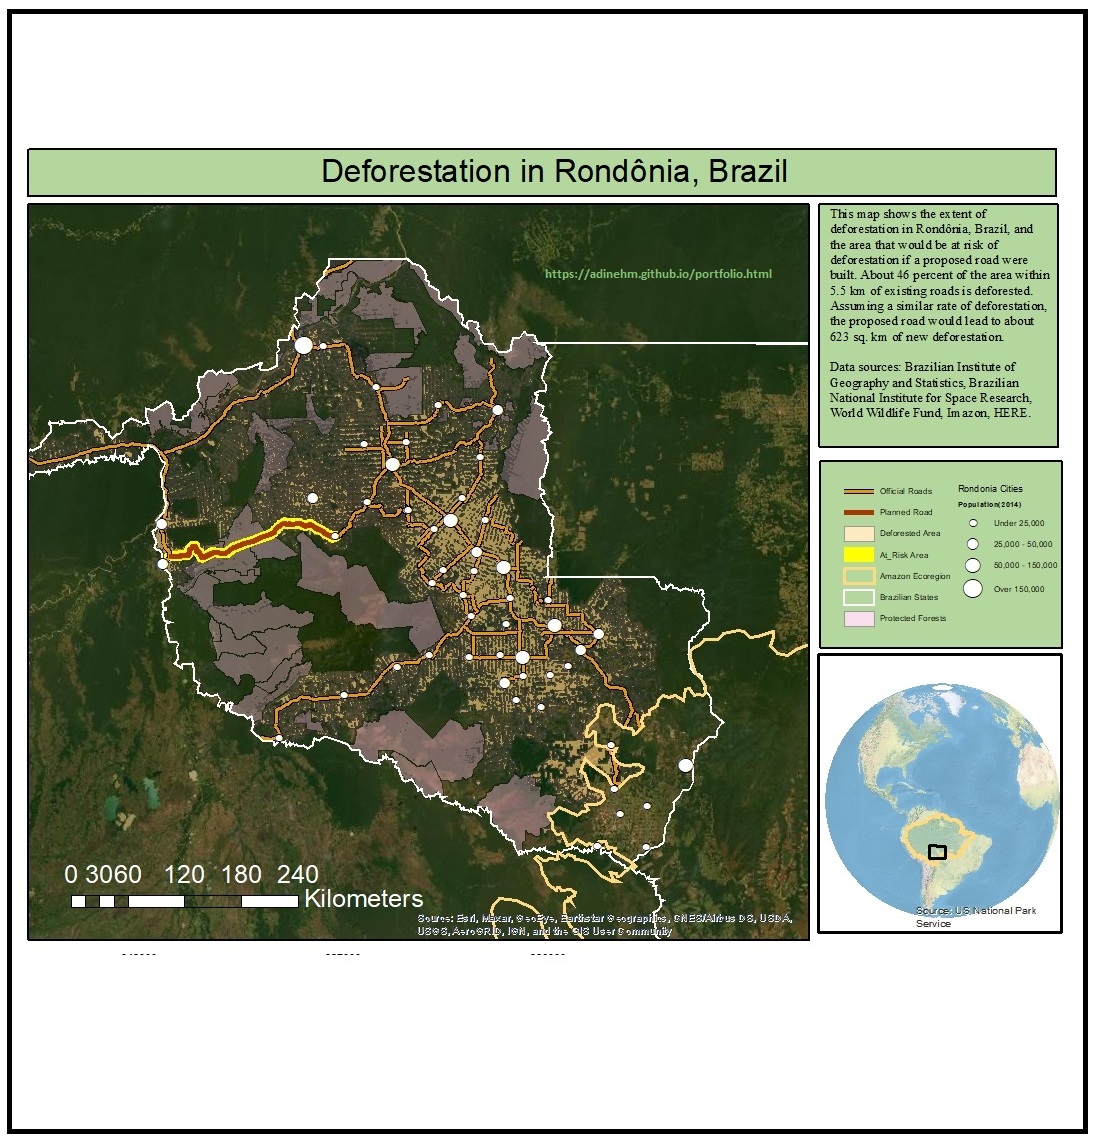 Deforestation in Rondônia, Brazil
https://adinehm.github.io/portfolio.html
This map shows the extent of
deforestation in Rondônia, Brazil, and
the area that would be at risk of
deforestation if a proposed road were
built. About 46 percent of the area within
5.5 km of existing roads is deforested.
Assuming a similar rate of deforestation,
the proposed road would lead to about
623 sq. km of new deforestation.
Data sources: Brazilian Institute of
Geography and Statistics, Brazilian
National Institute for Space Research,
World Wildlife Fund, Imazon, HERE.
Official Roads
Planned Road
Deforested Area
At_Risk Area
Amazon Ecoregion
Brazilian States
Protected Forests
Rondonia Cities
Population(2014)
Under 25,000
25,000 - 50,000
50,000 - 150,000
Over 150,000
0 3060 120 180 240
Kilometers
Source: Esri, Maxar, GeoEye, Earthstar Geographics, CNES/Airbus DS, USDA,
USGS, AeroGRID, IGN, and the GIS User Community
Source: US National Park
Service